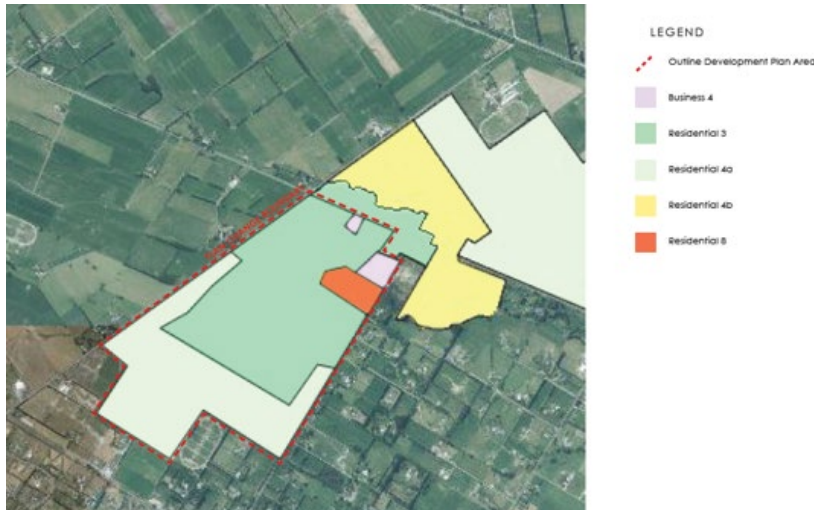 LEGEND
Outline Development Plan Area
Business 4
Residential 3
Residential 4a
Residential 4b
Residential 8